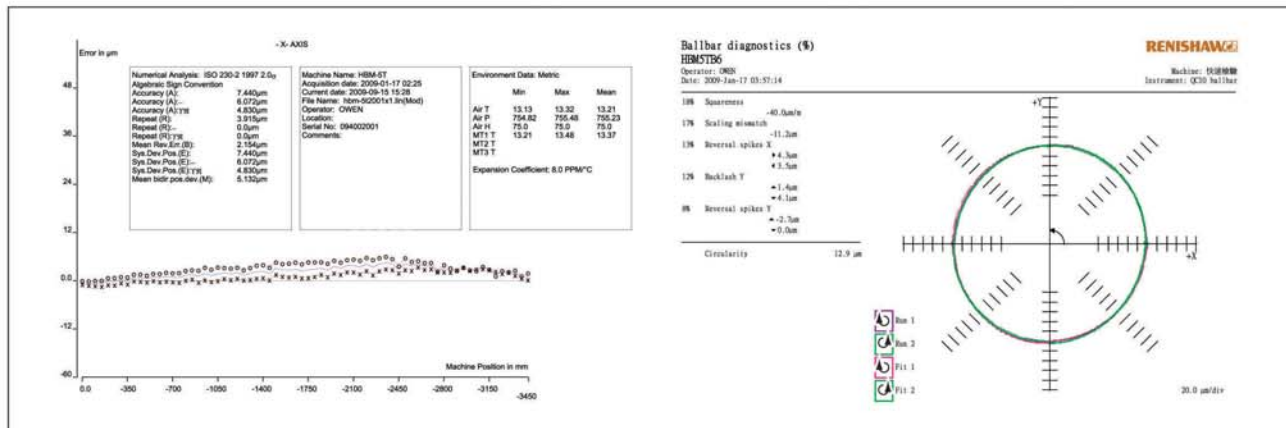 - X- AXIS
Error in µm
48
36
24
12
0.0
-12
-60
0.0 -350 -700 -1050 -1400 -1750 -2100 -2450 -2800 -3150 -3450
Machine Position in mm
Numerical Analysis: ISO 230-2 1997 2.0σ
Algebraic Sign Convention
Accuracy (A): 7.440µm
Accuracy (A):- 6.072µm
Accuracy (A): 4.830µm
Repeat (R): 3.915µm
Repeat (R):- 0.0µm
Repeat (R): 0.0µm
Mean Rev.Err.(B): 2.154µm
Sys.Dev.Pos.(E): 7.440µm
Sys.Dev.Pos.(E):- 6.072µm
Sys.Dev.Pos.(E): 4.830µm
Mean bidir.pos.dev.(M): 5.132µm
Machine Name: HBM-5T
Acquisition date: 2009-01-17 02:25
Current date: 2009-09-15 15:28
File Name: hbm-5t2001x1.lin(Mod)
Operator: OWEN
Location:
Serial No: 094002001
Comments:
Environment Data: Metric
Min Max Mean
Air T 13.13 13.32 13.21
Air P 754.82 755.48 755.23
Air H 75.0 75.0 75.0
MT1 T 13.21 13.48 13.37
MT2 T
MT3 T
Expansion Coefficient: 8.0 PPM/°C
Ballbar diagnostics (%)
HBM5TB6
Operator: OWEN
Date: 2009-Jan-17 03:57:14
RENISHAW
Machine: 快速檢驗
Instrument: QC10 ballbar
18% Squareness
-40.0µm/m
17% Scaling mismatch
-11.2µm
13% Reversal spikes X
4.3µm
3.5µm
12% Backlash Y
-1.4µm
-4.1µm
8% Reversal spikes Y
-2.7µm
0.0µm
Circularity 12.9 µm
+Y
+X
Run 1
Run 2
Fit 1
Fit 2
20.0 µm/div